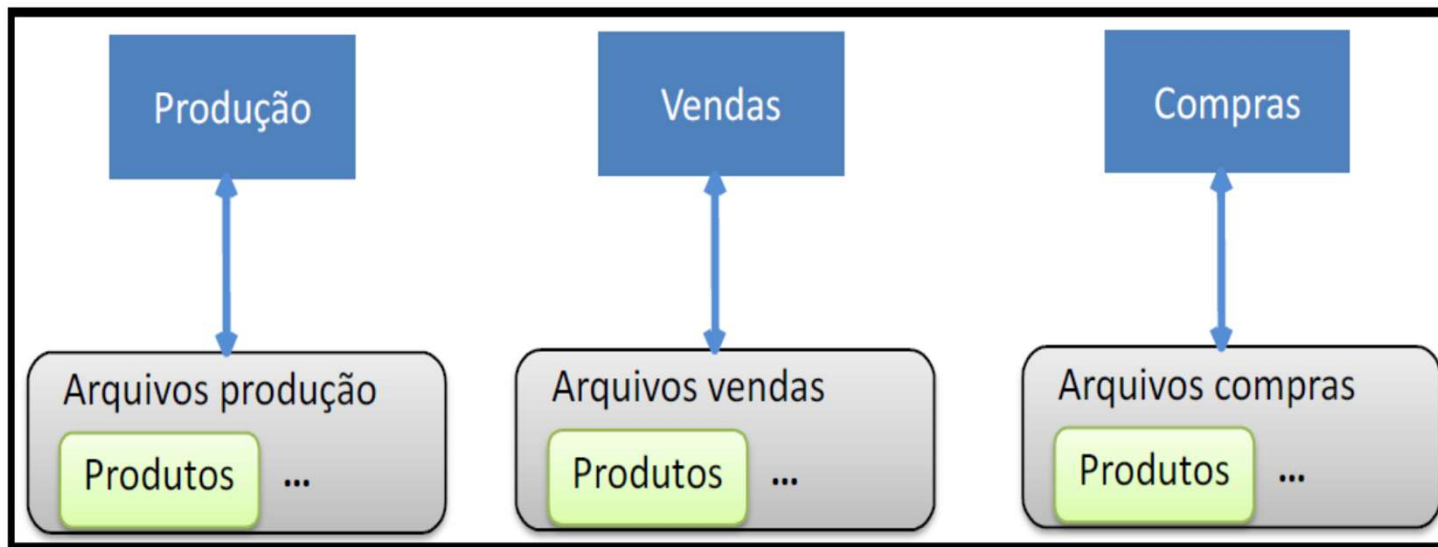 Produção
Vendas
Compras
Arquivos produção
Produtos ...
Arquivos vendas
Produtos ...
Arquivos compras
Produtos ...